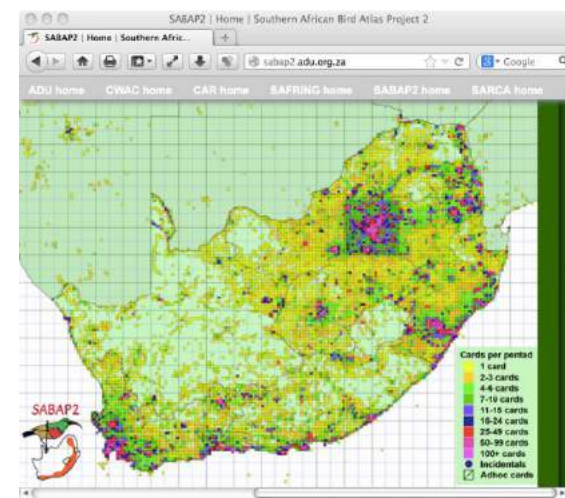 SABAP2 | Home | Southern African Bird Atlas Project 2
SABAP2 | Home | Southern Afric...
sabap2.adu.org.za
Google
ADU home CWAC home CAR home SAFRING home SABAP2 home SARCA home
Cards per pentad
1 card
2-3 cards
4-6 cards
7-10 cards
11-15 cards
16-24 cards
25-49 cards
50-99 cards
100+ cards
Incidentals
Adhoc cards
SABAP2